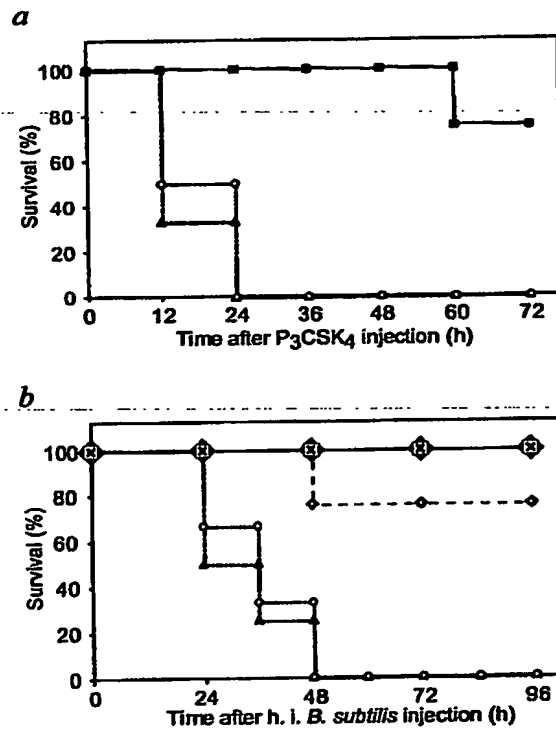 a
100
80
60
40
20
0
Survival (%)
0 12 24 36 48 60 72
Time after P₃CSK₄ injection (h)
b
100
80
60
40
20
0
Survival (%)
0 24 48 72 96
Time after h. i. B. subtilis injection (h)